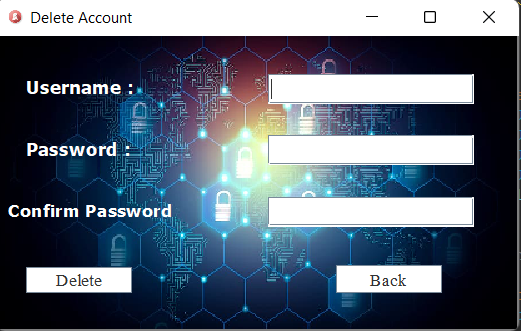 Delete Account
Username :
Password :
Confirm Password
Delete Back